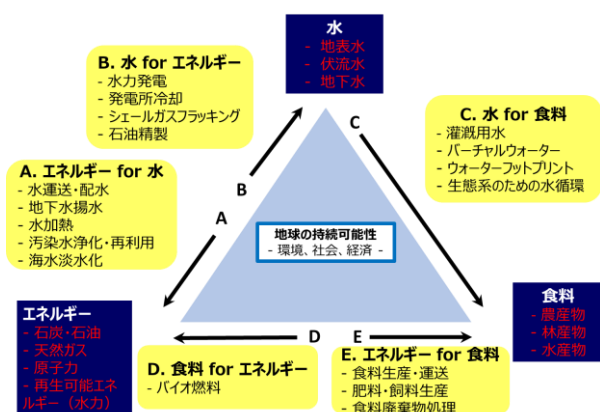 水
- 地表水
- 伏流水
- 地下水
B. 水 for エネルギー
- 水力発電
- 発電所冷却
- シェールガスフラッキング
- 石油精製
C. 水 for 食料
- 灌漑用水
- バーチャルウォーター
- ウォーターフットプリント
- 生態系のための水循環
A. エネルギー for 水
- 水運送・配水
- 地下水揚水
- 水加熱
- 汚染水浄化・再利用
- 海水淡水化
B
A
C
地球の持続可能性
- 環境、社会、経済 -
エネルギー
- 石炭・石油
- 天然ガス
- 原子力
- 再生可能エネ
ルギー（水力）
食料
- 農産物
- 林産物
- 水産物
D
E
D. 食料 for エネルギー
- バイオ燃料
E. エネルギー for 食料
- 食料生産・運送
- 肥料・飼料生産
- 食料廃棄物処理